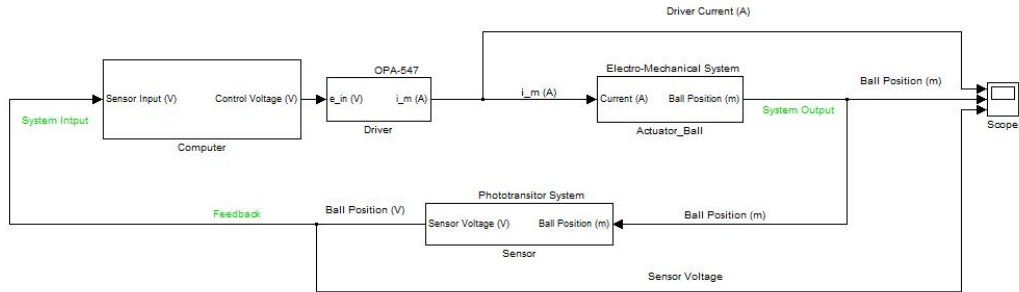 Driver Current (A)
OPA-547
Electro-Mechanical System
Ball Position (m)
Sensor Input (V)
Control Voltage (V)
e_in (V)
i_m (A)
i_m (A)
Current (A)
Ball Position (m)
System Intput
System Output
Scope
Computer
Driver
Actuator_Ball
Phototransitor System
Feedback
Ball Position (V)
Sensor Voltage (V)
Ball Position (m)
Ball Position (m)
Sensor
Sensor Voltage